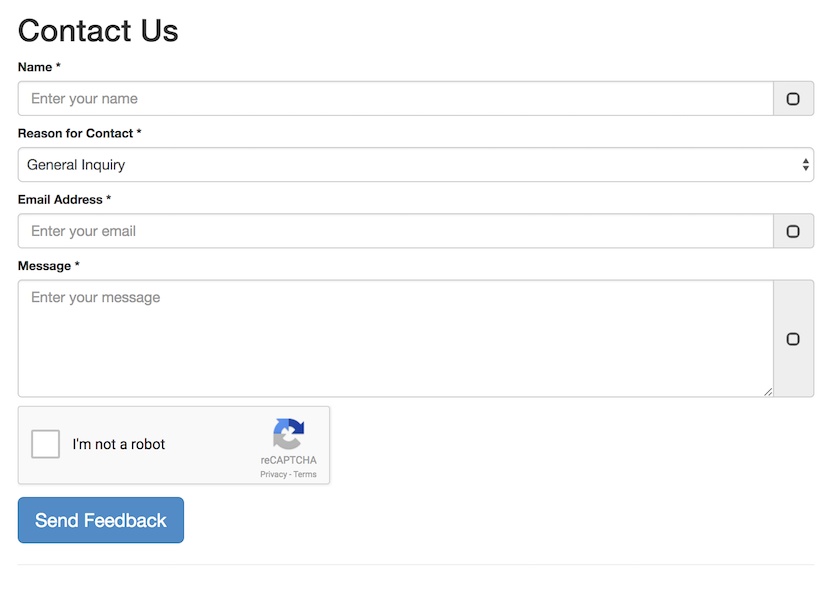 Contact Us
Name *
Enter your name
Reason for Contact *
General Inquiry
Email Address *
Enter your email
Message *
Enter your message
I'm not a robot
reCAPTCHA
Privacy - Terms
Send Feedback